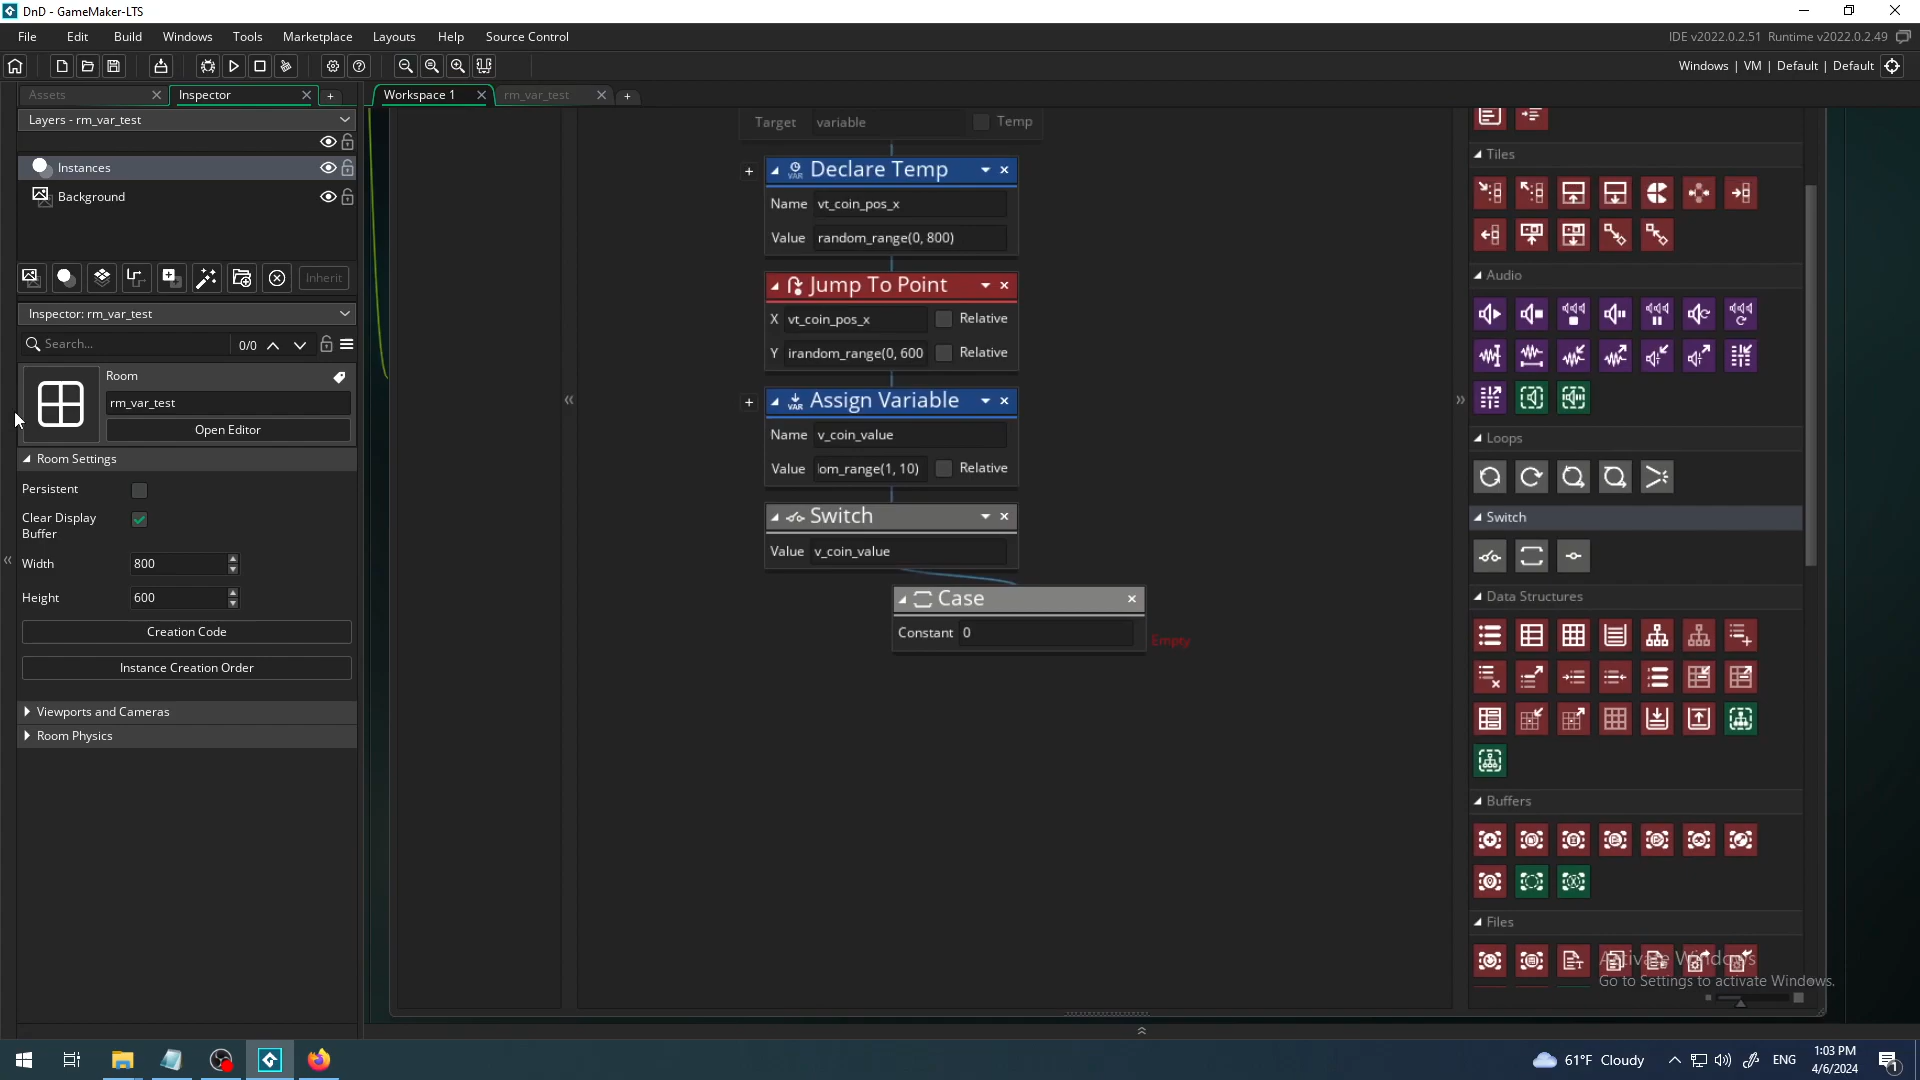 DnD - GameMaker-LTS
File Edit Build Windows Tools Marketplace Layouts Help Source Control
IDE v2022.0.2.51 Runtime v2022.0.2.49
Windows | VM | Default | Default
Assets Inspector
Workspace 1 rm_var_test
Layers - rm_var_test
Instances
Background
Inherit
Inspector: rm_var_test
Search... 0/0
Room
rm_var_test
Open Editor
Room Settings
Persistent
Clear Display
Buffer
Width 800
Height 600
Creation Code
Instance Creation Order
Viewports and Cameras
Room Physics
Target variable Temp
Declare Temp
Name vt_coin_pos_x
Value random_range(0, 800)
Jump To Point
X vt_coin_pos_x Relative
Y irandom_range(0, 600 Relative
Assign Variable
Name v_coin_value
Value lom_range(1, 10) Relative
Switch
Value v_coin_value
Case
Constant 0
Empty
Tiles
Audio
Loops
Switch
Data Structures
Buffers
Files
Activate Windows
Go to Settings to activate Windows.
61°F Cloudy
ENG
1:03 PM
4/6/2024
1